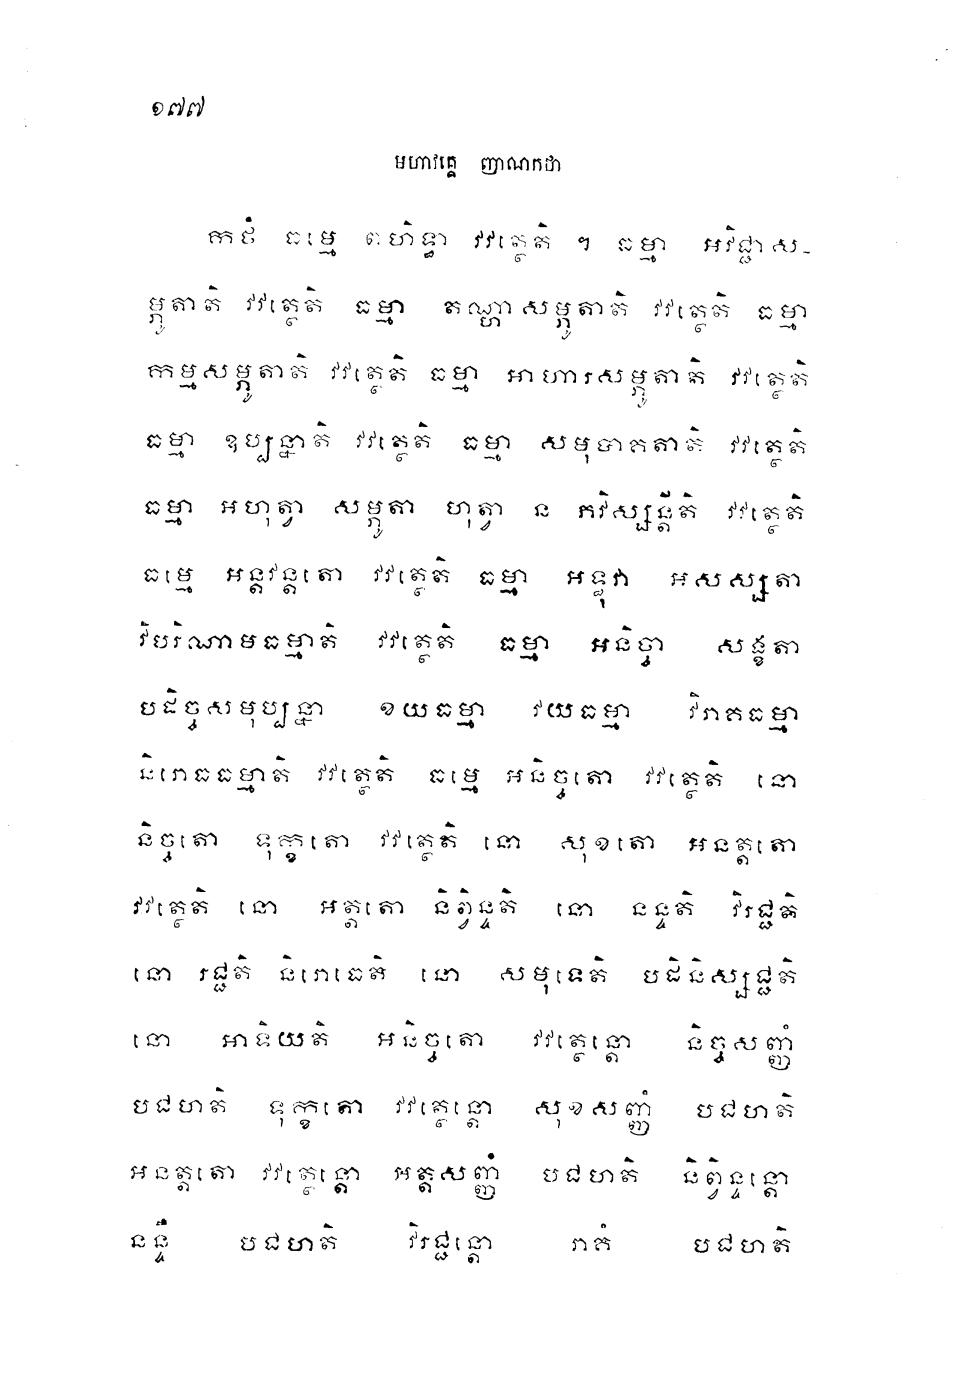 ១៧៧
មហាវគ្គេ ញាណកថា
កថំ ធម្មេ ពហិទ្ធា វវត្ថេតិ ។ ធម្មា អវិជ្ជាស-
ម្ភូតាតិ វវត្ថេតិ ធម្មា តណ្ហាសម្ភូតាតិ វវត្ថេតិ ធម្មា
កម្មសម្ភូតាតិ វវត្ថេតិ ធម្មា អាហារសម្ភូតាតិ វវត្ថេតិ
ធម្មា ឧប្បន្នាតិ វវត្ថេតិ ធម្មា សមុទាគតាតិ វវត្ថេតិ
ធម្មា អហុត្វា សម្ភូតា ហុត្វា ន ភវិស្សន្តីតិ វវត្ថេតិ
ធម្មេ អន្តវន្តតោ វវត្ថេតិ ធម្មា អទ្ធុវា អសស្សតា
វិបរិណាមធម្មាតិ វវត្ថេតិ ធម្មា អនិច្ចា សង្ខតា
បដិច្ចសមុប្បន្នា ខយធម្មា វយធម្មា វិរាគធម្មា
និរោធធម្មាតិ វវត្ថេតិ ធម្មេ អនិច្ចតោ វវត្ថេតិ នោ
និច្ចតោ ទុក្ខតោ វវត្ថេតិ នោ សុខតោ អនត្តតោ
វវត្ថេតិ នោ អត្តតោ និព្វិន្ទតិ នោ នន្ទតិ វិរជ្ជតិ
នោ រជ្ជតិ និរោធេតិ នោ សមុទេតិ បដិនិស្សជ្ជតិ
នោ អាទិយតិ អនិច្ចតោ វវត្ថេន្តោ និច្ចសញ្ញំ
បជហតិ ទុក្ខតោ វវត្ថេន្តោ សុខសញ្ញំ បជហតិ
អនត្តតោ វវត្ថេន្តោ អត្តសញ្ញំ បជហតិ និព្វិន្ទន្តោ
នន្ទឹ បជហតិ វិរជ្ជន្តោ រាគំ បជហតិ